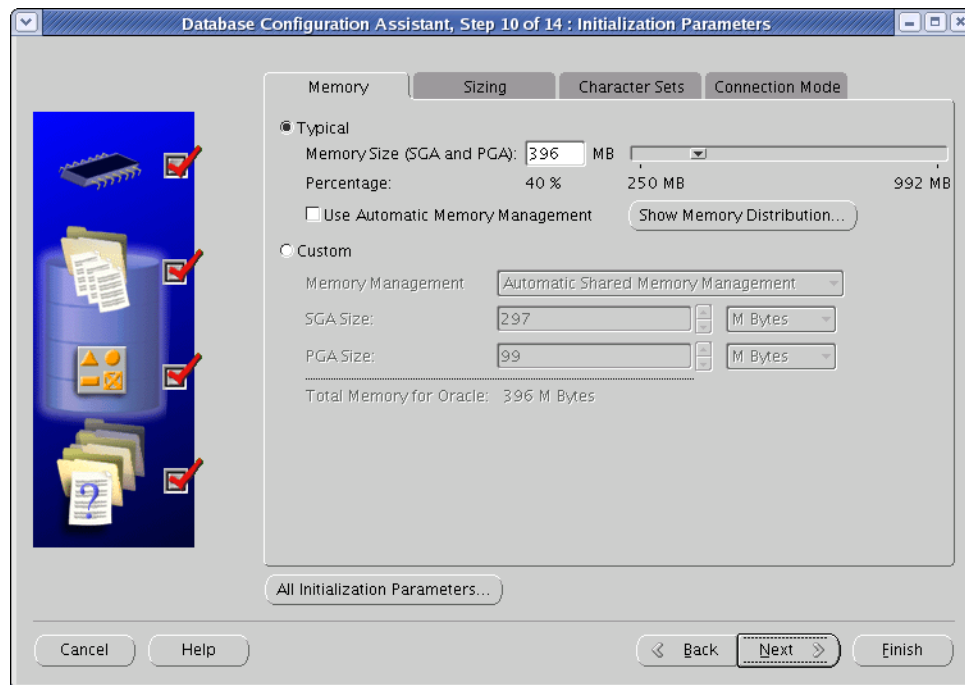 Database Configuration Assistant, Step 10 of 14 : Initialization Parameters
Memory Sizing Character Sets Connection Mode
Typical
Memory Size (SGA and PGA): 396 MB
Percentage: 40 % 250 MB 992 MB
Use Automatic Memory Management Show Memory Distribution...
Custom
Memory Management Automatic Shared Memory Management
SGA Size: 297 M Bytes
PGA Size: 99 M Bytes
Total Memory for Oracle: 396 M Bytes
?
All Initialization Parameters...
Cancel Help Back Next Finish